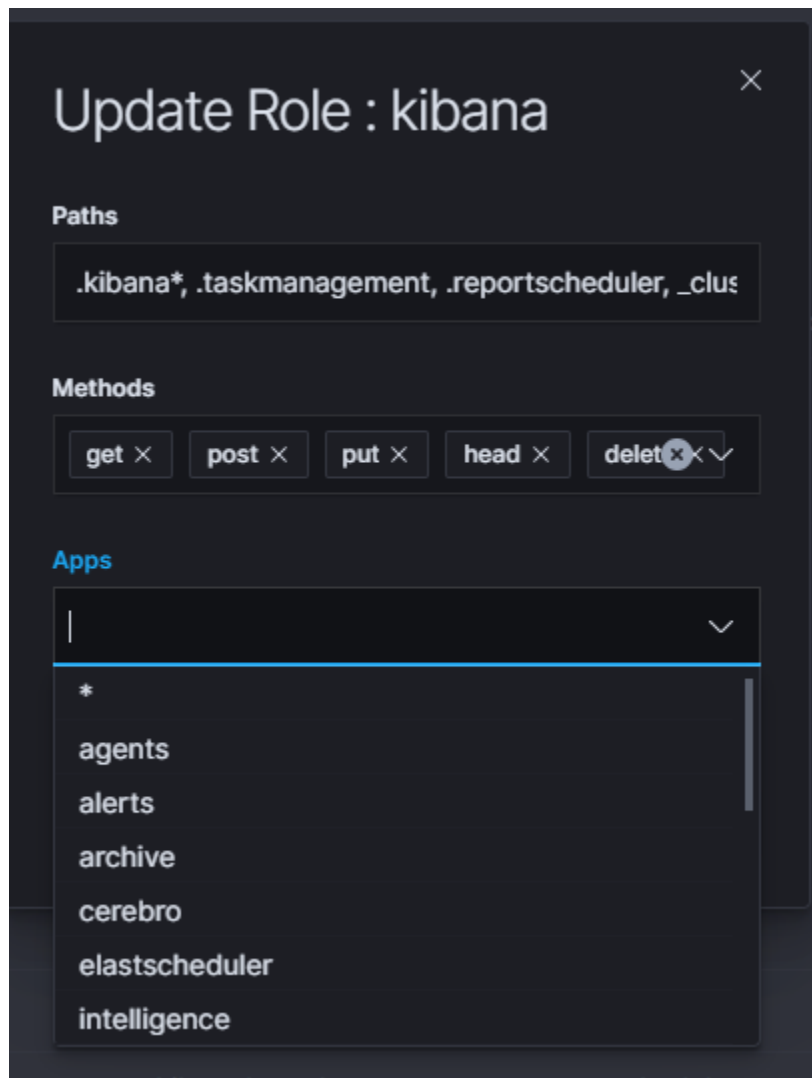 Update Role : kibana
Paths
.kibana*, .taskmanagement, .reportscheduler, _clus
Methods
get post put head delet
Apps
*
agents
alerts
archive
cerebro
elastscheduler
intelligence